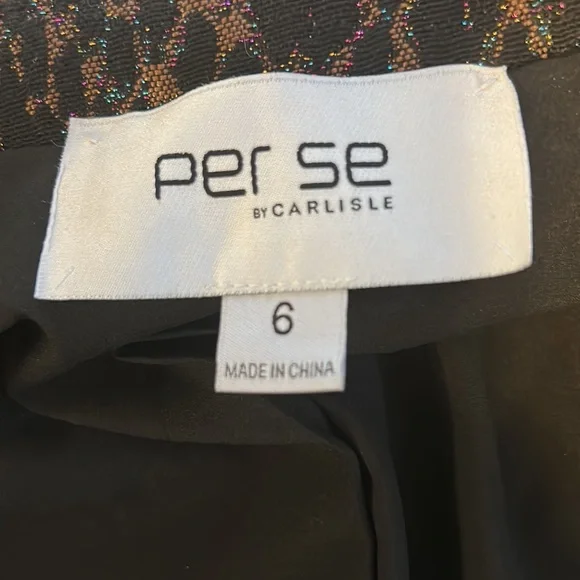 per se
BY CARLISLE
6
MADE IN CHINA